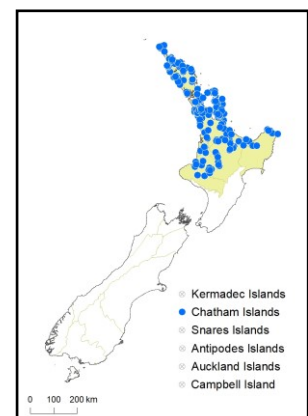 Kermadec Islands
Chatham Islands
Snares Islands
Antipodes Islands
Auckland Islands
Campbell Island
0 100 200 km